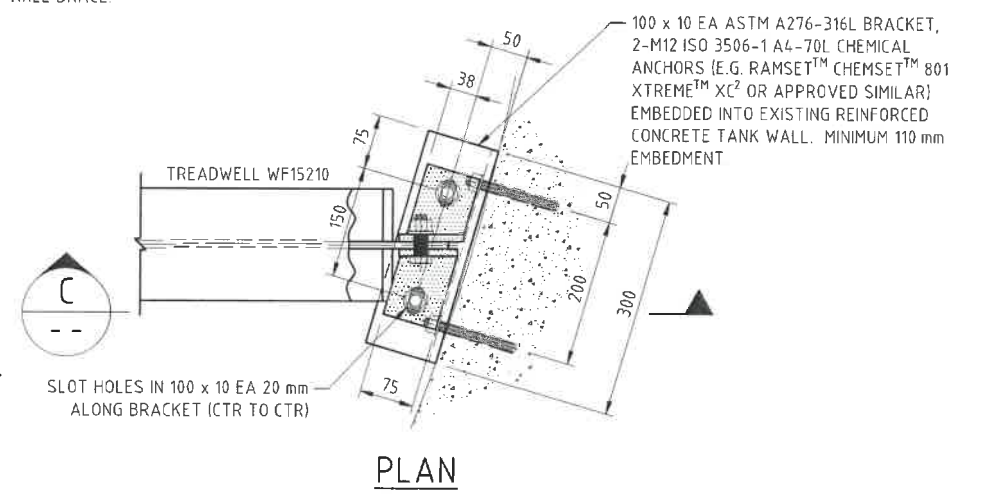 100 x 10 EA ASTM A276-316L BRACKET,
2-M12 ISO 3506-1 A4-70L CHEMICAL
ANCHORS (E.G. RAMSET™ CHEMSET™ 801
XTREME™ XC² OR APPROVED SIMILAR)
EMBEDDED INTO EXISTING REINFORCED
CONCRETE TANK WALL. MINIMUM 110 mm
EMBEDMENT
50
38
75
TREADWELL WF15210
150
50
200
300
C
--
SLOT HOLES IN 100 x 10 EA 20 mm
ALONG BRACKET (CTR TO CTR)
75
PLAN